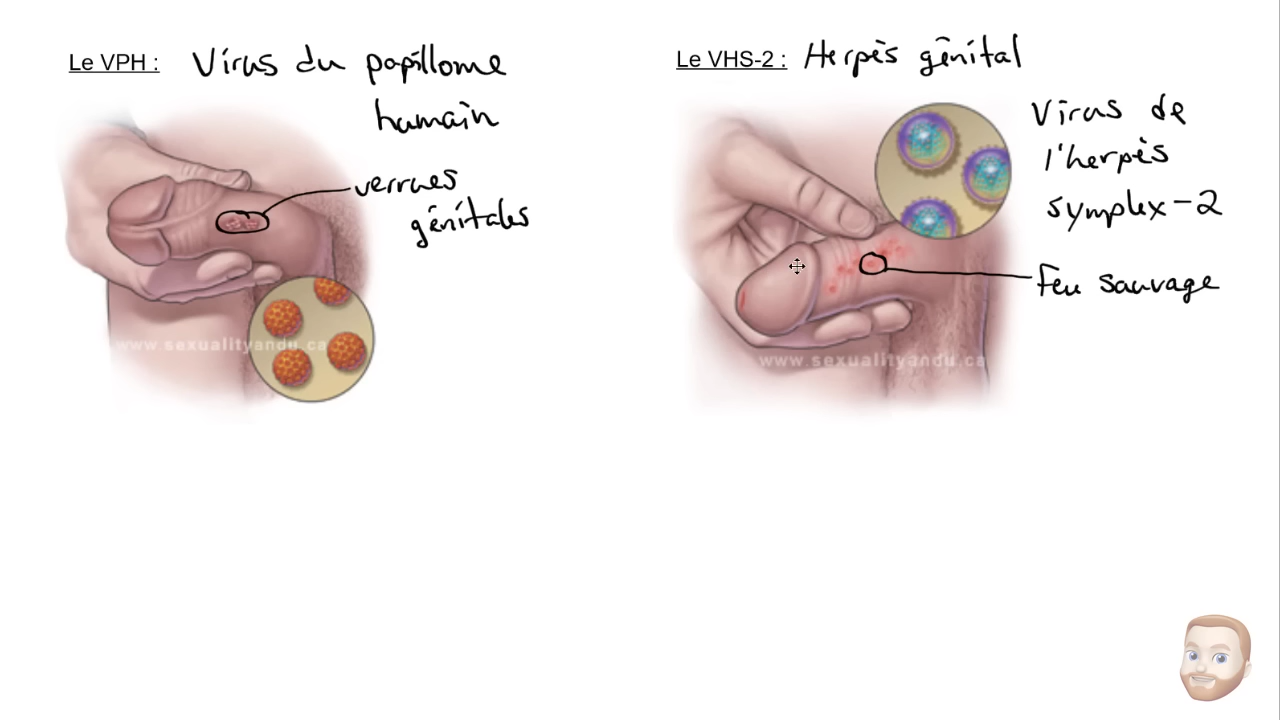 Le VPH : Virus du papillome
humain
verrues
génitales
www.sexualityandu.ca
Le VHS-2 : Herpès génital
Virus de
l'herpès
symplex-2
Feu sauvage
www.sexualityandu.ca